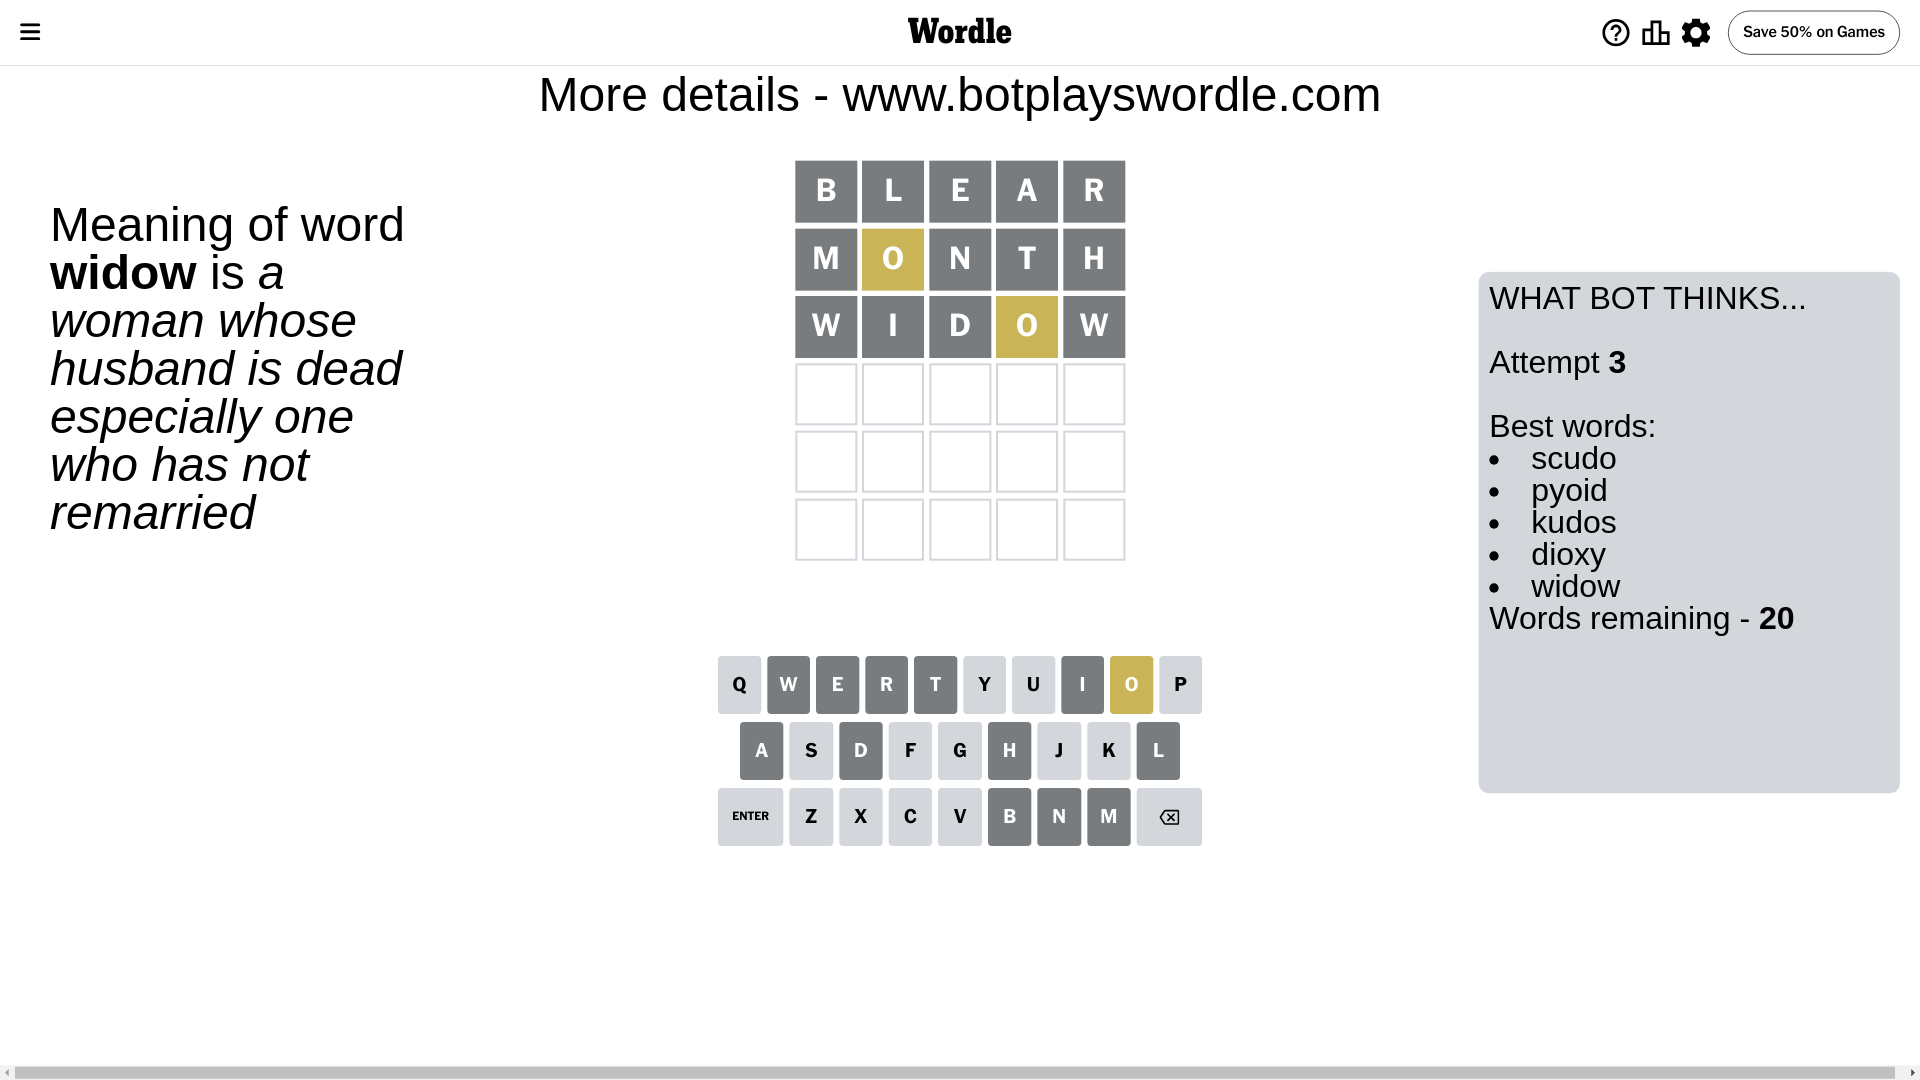 Wordle
Save 50% on Games
More details - www.botplayswordle.com
Meaning of word
widow is a
woman whose
husband is dead
especially one
who has not
remarried
B L E A R
M O N T H
W I D O W
WHAT BOT THINKS...
Attempt 3
Best words:
• scudo
• pyoid
• kudos
• dioxy
• widow
Words remaining - 20
Q W E R T Y U I O P
A S D F G H J K L
ENTER Z X C V B N M